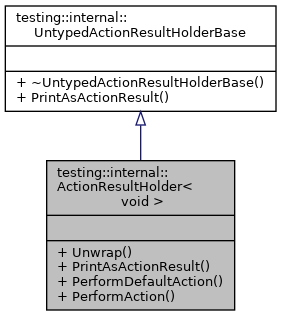 testing::internal::
UntypedActionResultHolderBase
+ ~UntypedActionResultHolderBase()
+ PrintAsActionResult()
testing::internal::
ActionResultHolder<
void >
+ Unwrap()
+ PrintAsActionResult()
+ PerformDefaultAction()
+ PerformAction()